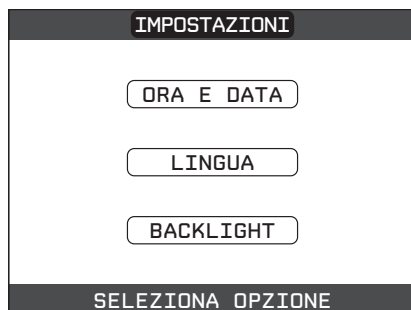 IMPOSTAZIONI
ORA E DATA
LINGUA
BACKLIGHT
SELEZIONA OPZIONE